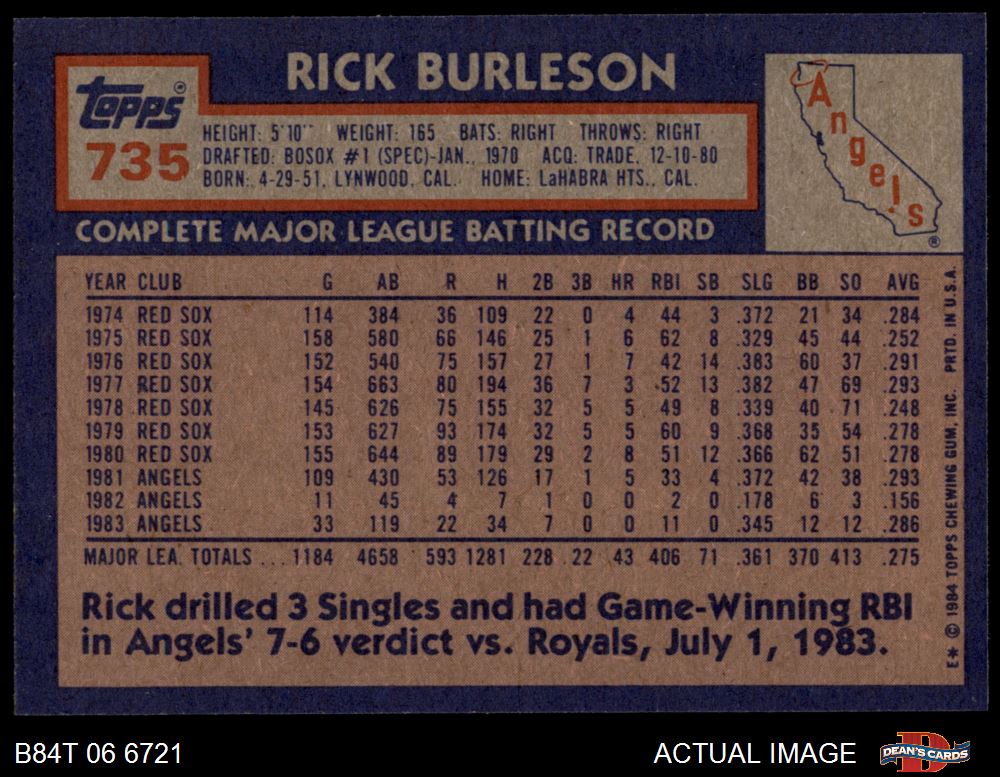 RICK BURLESON
Topps®
735
HEIGHT: 5'10" WEIGHT: 165 BATS: RIGHT THROWS: RIGHT
DRAFTED: BOSOX #1 (SPEC)-JAN., 1970 ACQ: TRADE, 12-10-80
BORN: 4-29-51, LYNWOOD, CAL. HOME: LaHABRA HTS., CAL.
Angels
®
COMPLETE MAJOR LEAGUE BATTING RECORD
YEAR CLUB G AB R H 2B 3B HR RBI SB SLG BB SO AVG
1974 RED SOX 114 384 36 109 22 0 4 44 3 .372 21 34 .284
1975 RED SOX 158 580 66 146 25 1 6 62 8 .329 45 44 .252
1976 RED SOX 152 540 75 157 27 1 7 42 14 .383 60 37 .291
1977 RED SOX 154 663 80 194 36 7 3 52 13 .382 47 69 .293
1978 RED SOX 145 626 75 155 32 5 5 49 8 .339 40 71 .248
1979 RED SOX 153 627 93 174 32 5 5 60 9 .368 35 54 .278
1980 RED SOX 155 644 89 179 29 2 8 51 12 .366 62 51 .278
1981 ANGELS 109 430 53 126 17 1 5 33 4 .372 42 38 .293
1982 ANGELS 11 45 4 7 1 0 0 2 0 .178 6 3 .156
1983 ANGELS 33 119 22 34 7 0 0 11 0 .345 12 12 .286
MAJOR LEA. TOTALS ... 1184 4658 593 1281 228 22 43 406 71 .361 370 413 .275
Rick drilled 3 Singles and had Game-Winning RBI
in Angels' 7-6 verdict vs. Royals, July 1, 1983.
E* © 1984 TOPPS CHEWING GUM, INC. PRTD. IN U.S.A.
B84T 06 6721
ACTUAL IMAGE
D
DEAN'S CARDS